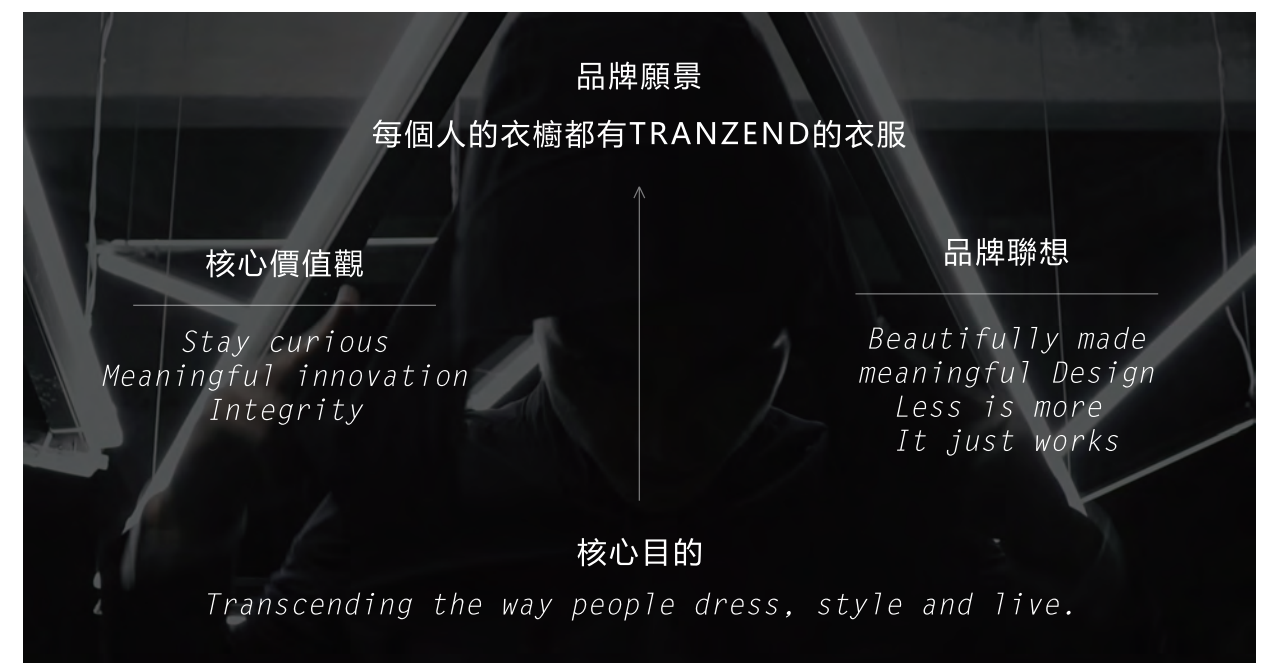 品牌願景
每個人的衣櫥都有TRANZEND的衣服
核心價值觀
Stay curious
Meaningful innovation
Integrity
品牌聯想
Beautifully made
meaningful Design
Less is more
It just works
核心目的
Transcending the way people dress, style and live.